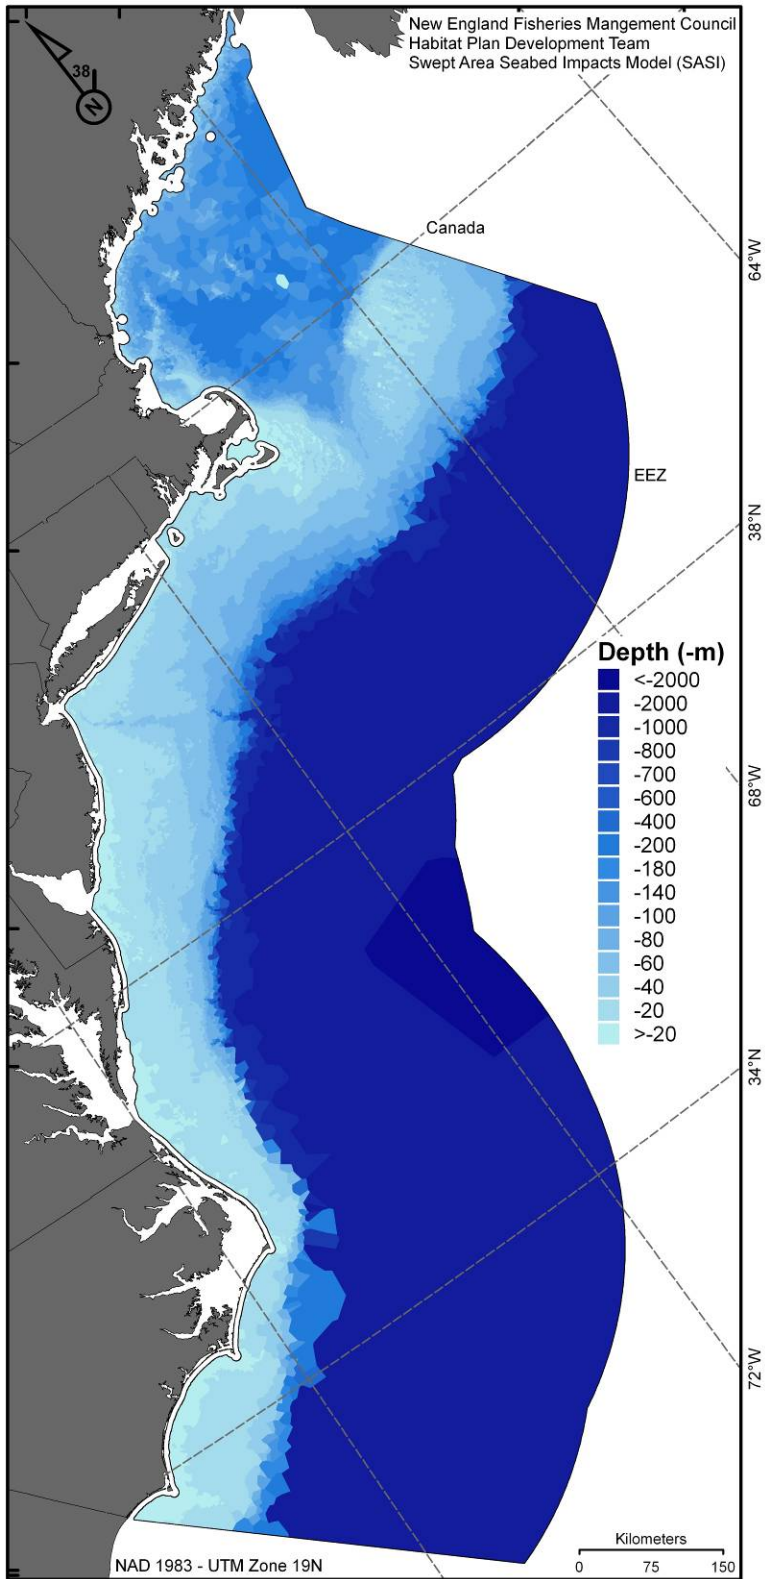 New England Fisheries Mangement Council
Habitat Plan Development Team
Swept Area Seabed Impacts Model (SASI)
38
N
Canada
64°W
EEZ
38°N
Depth (-m)
<-2000
-2000
-1000
-800
-700
-600
-400
-200
-180
-140
-100
-80
-60
-40
-20
>-20
68°W
34°N
72°W
Kilometers
0 75 150
NAD 1983 - UTM Zone 19N